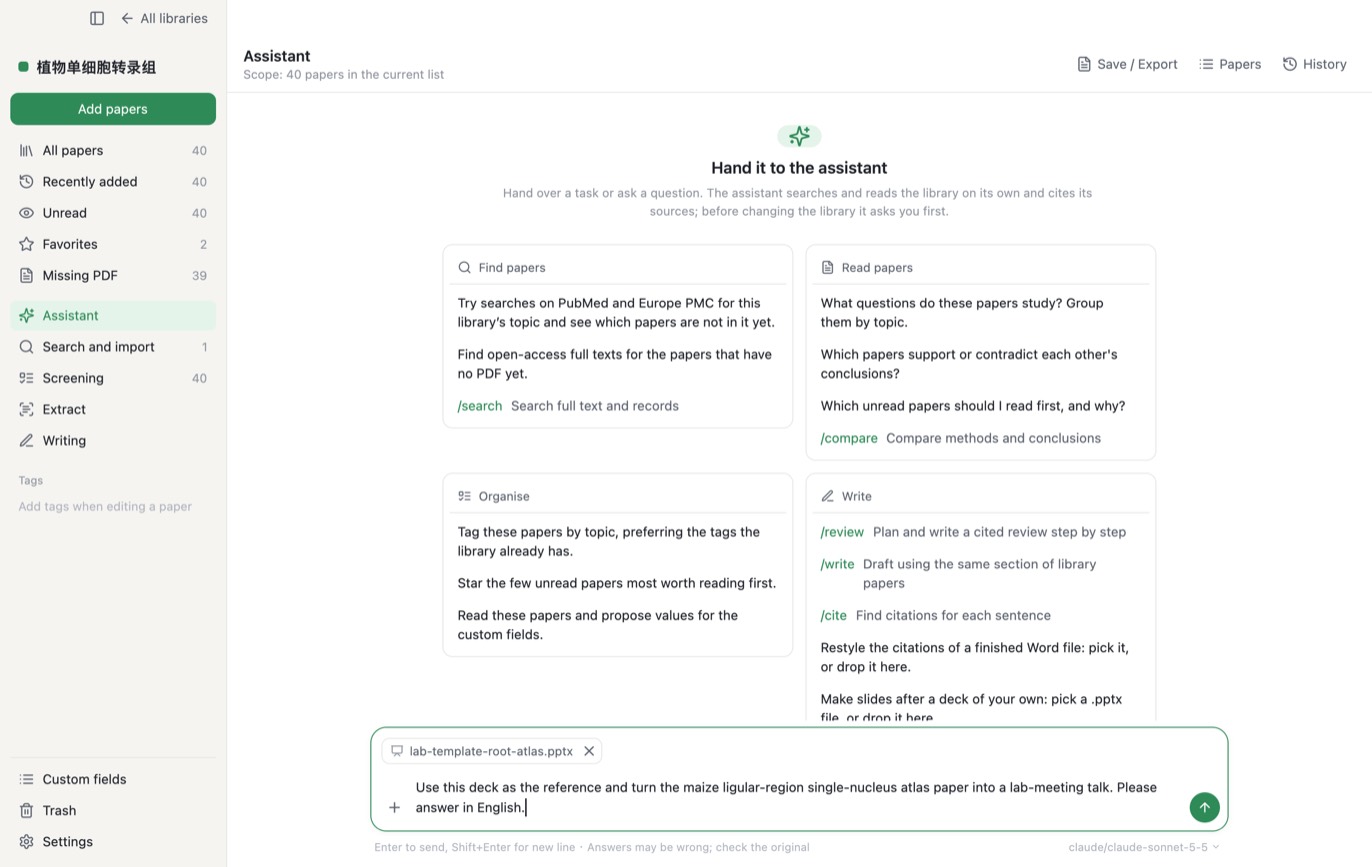 All libraries
植物单细胞转录组
Add papers
All papers 40
Recently added 40
Unread 40
Favorites 2
Missing PDF 39
Assistant
Search and import 1
Screening 40
Extract
Writing
Tags
Add tags when editing a paper
Custom fields
Trash
Settings
Assistant
Scope: 40 papers in the current list
Save / Export
Papers
History
Hand it to the assistant
Hand over a task or ask a question. The assistant searches and reads the library on its own and cites its
sources; before changing the library it asks you first.
Find papers
Try searches on PubMed and Europe PMC for this
library's topic and see which papers are not in it yet.
Find open-access full texts for the papers that have
no PDF yet.
/search Search full text and records
Read papers
What questions do these papers study? Group
them by topic.
Which papers support or contradict each other's
conclusions?
Which unread papers should I read first, and why?
/compare Compare methods and conclusions
Organise
Tag these papers by topic, preferring the tags the
library already has.
Star the few unread papers most worth reading first.
Read these papers and propose values for the
custom fields.
Write
/review Plan and write a cited review step by step
/write Draft using the same section of library
papers
/cite Find citations for each sentence
Restyle the citations of a finished Word file: pick it,
or drop it here.
Make slides after a deck of your own: pick a .pptx
file, or drop it here.
lab-template-root-atlas.pptx
Use this deck as the reference and turn the maize ligular-region single-nucleus atlas paper into a lab-meeting talk. Please
answer in English.
Enter to send, Shift+Enter for new line · Answers may be wrong; check the original
claude/claude-sonnet-5-5